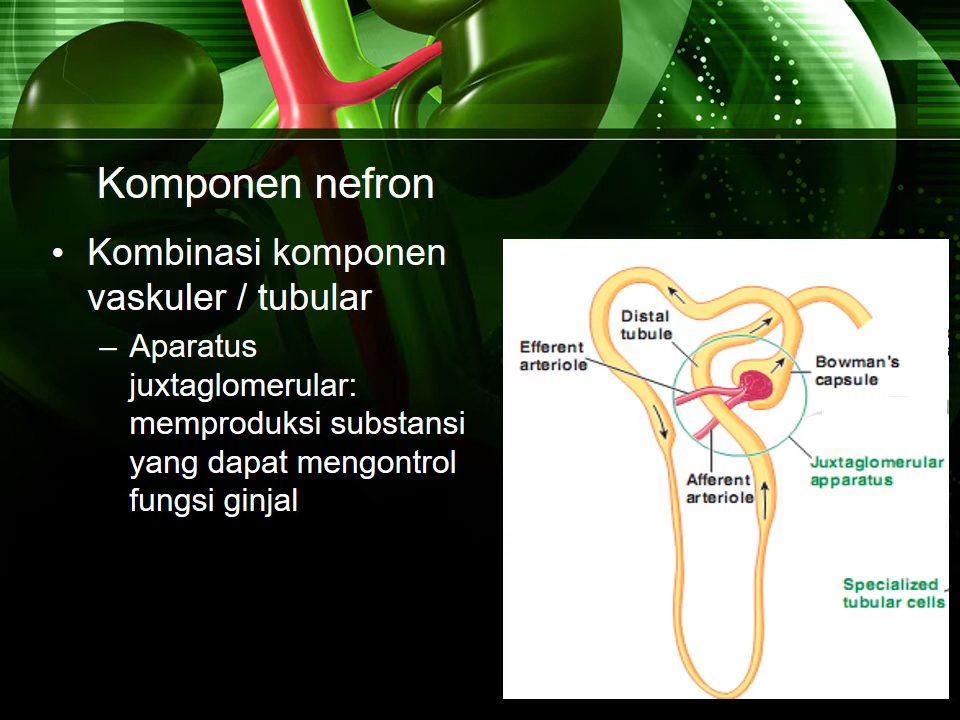 Komponen nefron
• Kombinasi komponen
vaskuler / tubular
– Aparatus
juxtaglomerular:
memproduksi substansi
yang dapat mengontrol
fungsi ginjal
Distal
tubule
Efferent
arteriole
Bowman's
capsule
Juxtaglomerular
apparatus
Afferent
arteriole
Specialized
tubular cells